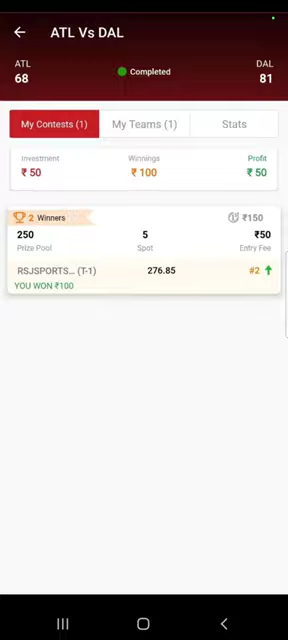 ATL Vs DAL
ATL
68
Completed
DAL
81
My Contests (1)
My Teams (1)
Stats
Investment
Winnings
Profit
₹ 50
₹ 100
₹ 50
2 Winners
₹150
250
5
₹50
Prize Pool
Spot
Entry Fee
RSJSPORTS... (T-1)
276.85
#2
YOU WON ₹100